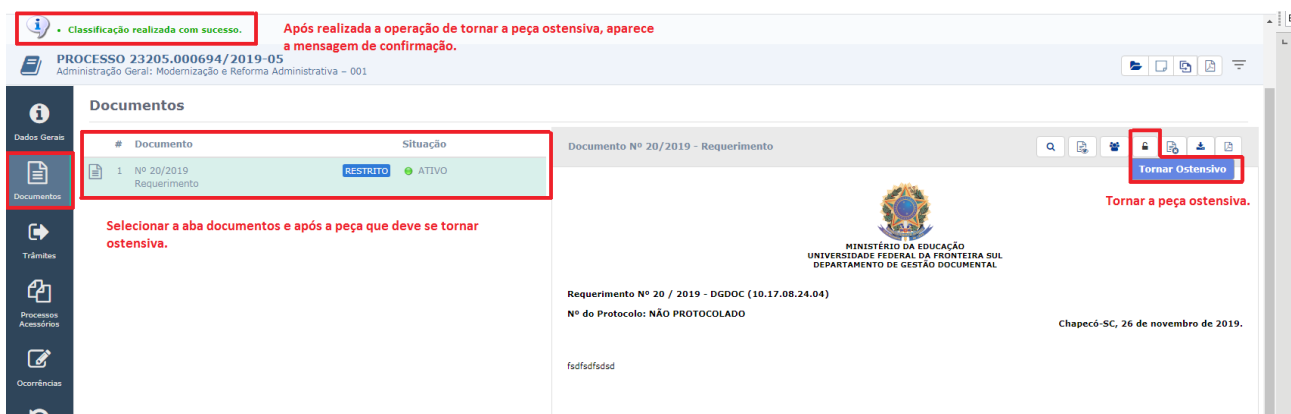 • Classificação realizada com sucesso.
Após realizada a operação de tornar a peça ostensiva, aparece
a mensagem de confirmação.
PROCESSO 23205.000694/2019-05
Administração Geral: Modernização e Reforma Administrativa – 001
Dados Gerais
Documentos
Trâmites
Processos
Acessórios
Ocorrências
Documentos
# Documento Situação
1 Nº 20/2019 RESTRITO ATIVO
Requerimento
Selecionar a aba documentos e após a peça que deve se tornar
ostensiva.
Documento Nº 20/2019 - Requerimento
Tornar Ostensivo
Tornar a peça ostensiva.
MINISTÉRIO DA EDUCAÇÃO
UNIVERSIDADE FEDERAL DA FRONTEIRA SUL
DEPARTAMENTO DE GESTÃO DOCUMENTAL
Requerimento Nº 20 / 2019 - DGDOC (10.17.08.24.04)
Nº do Protocolo: NÃO PROTOCOLADO
Chapecó-SC, 26 de novembro de 2019.
fsdfsdfsdsd